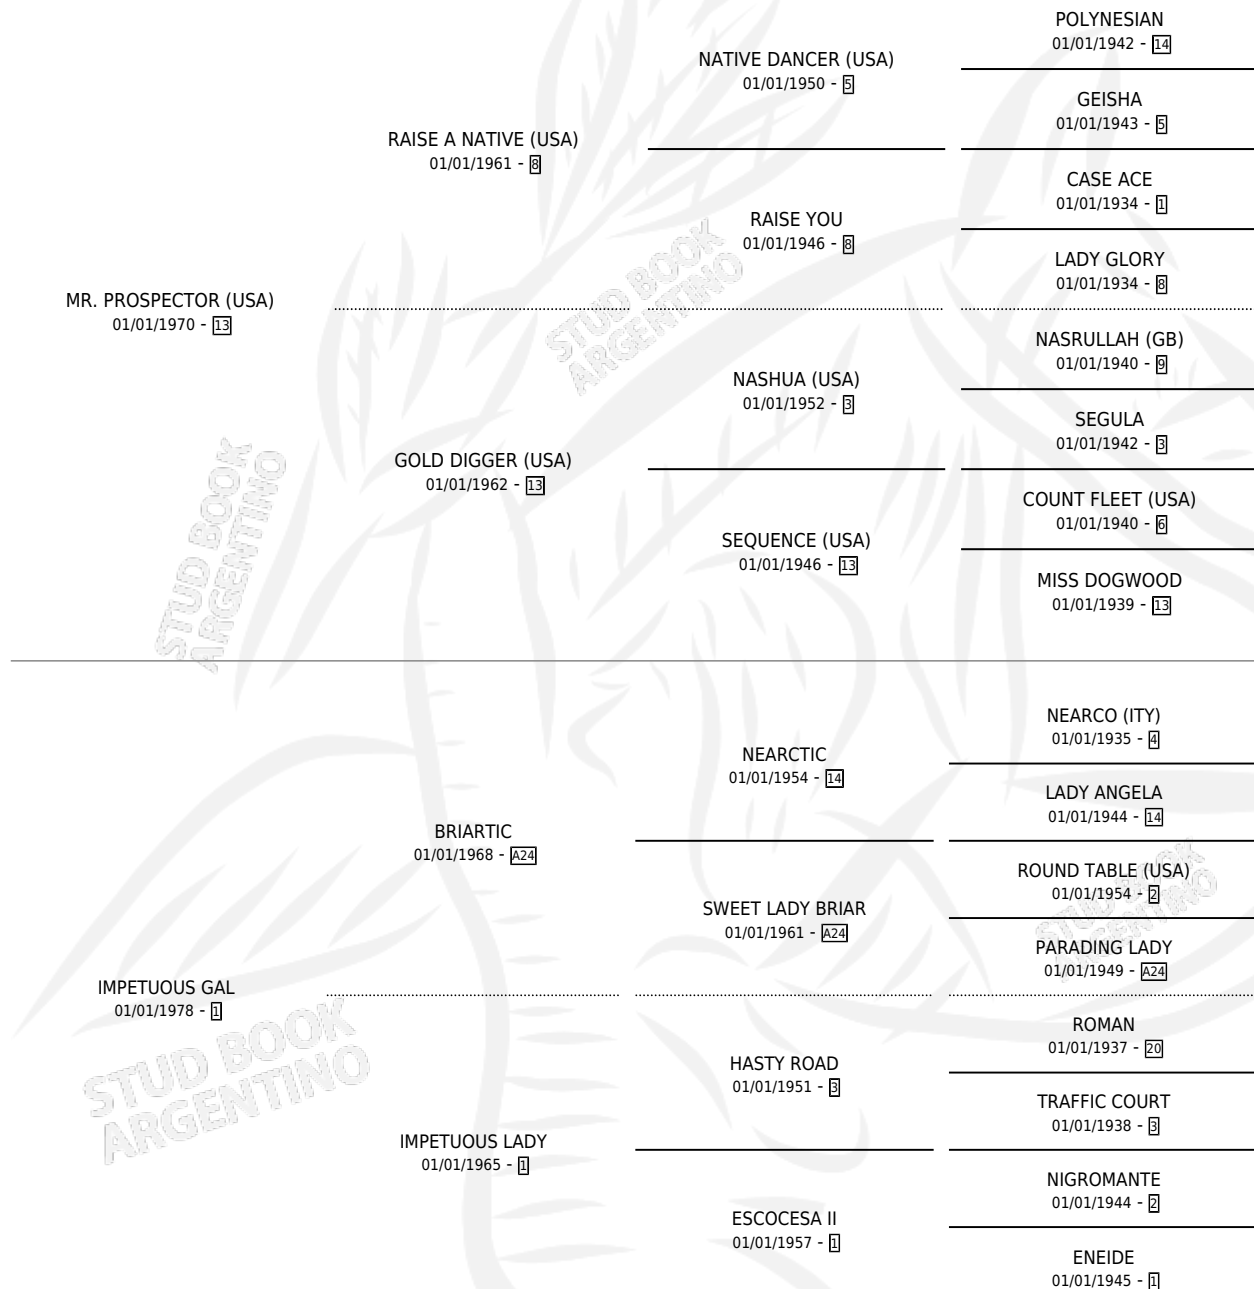 POLYNESIAN
01/01/1942 - 14
NATIVE DANCER (USA)
01/01/1950 - 5
GEISHA
01/01/1943 - 5
RAISE A NATIVE (USA)
01/01/1961 - 8
CASE ACE
01/01/1934 - 1
RAISE YOU
01/01/1946 - 8
LADY GLORY
01/01/1934 - 8
MR. PROSPECTOR (USA)
01/01/1970 - 13
NASRULLAH (GB)
01/01/1940 - 9
NASHUA (USA)
01/01/1952 - 3
SEGULA
01/01/1942 - 3
GOLD DIGGER (USA)
01/01/1962 - 13
COUNT FLEET (USA)
01/01/1940 - 6
SEQUENCE (USA)
01/01/1946 - 13
MISS DOGWOOD
01/01/1939 - 13
NEARCO (ITY)
01/01/1935 - 4
NEARCTIC
01/01/1954 - 14
LADY ANGELA
01/01/1944 - 14
BRIARTIC
01/01/1968 - A24
ROUND TABLE (USA)
01/01/1954 - 2
SWEET LADY BRIAR
01/01/1961 - A24
PARADING LADY
01/01/1949 - A24
IMPETUOUS GAL
01/01/1978 - 1
ROMAN
01/01/1937 - 20
HASTY ROAD
01/01/1951 - 3
TRAFFIC COURT
01/01/1938 - 3
IMPETUOUS LADY
01/01/1965 - 1
NIGROMANTE
01/01/1944 - 2
ESCOCESA II
01/01/1957 - 1
ENEIDE
01/01/1945 - 1
STUD BOOK
ARGENTINO
STUD BOOK
ARGENTINO
STUD BOOK
ARGENTINO
STUD BOOK
ARGENTINO